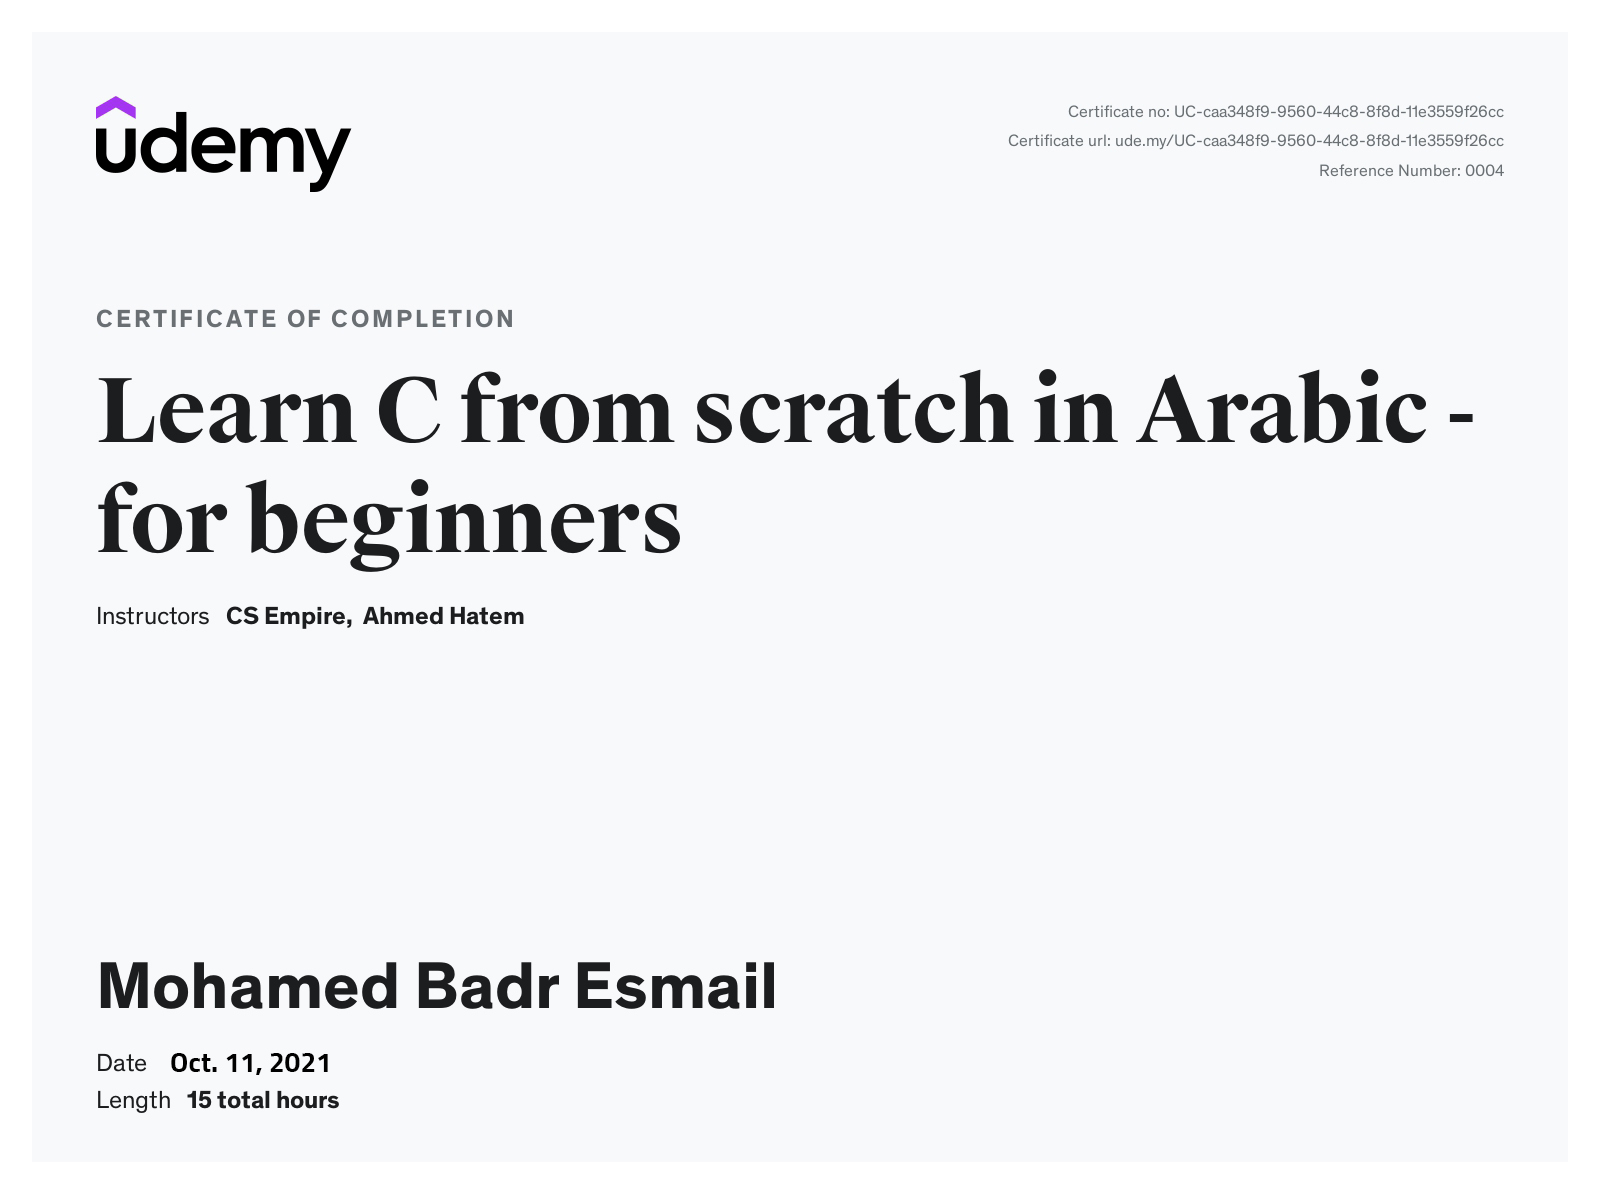 udemy
Certificate no: UC-caa348f9-9560-44c8-8f8d-11e3559f26cc
Certificate url: ude.my/UC-caa348f9-9560-44c8-8f8d-11e3559f26cc
Reference Number: 0004
CERTIFICATE OF COMPLETION
Learn C from scratch in Arabic -
for beginners
Instructors CS Empire, Ahmed Hatem
Mohamed Badr Esmail
Date Oct. 11, 2021
Length 15 total hours